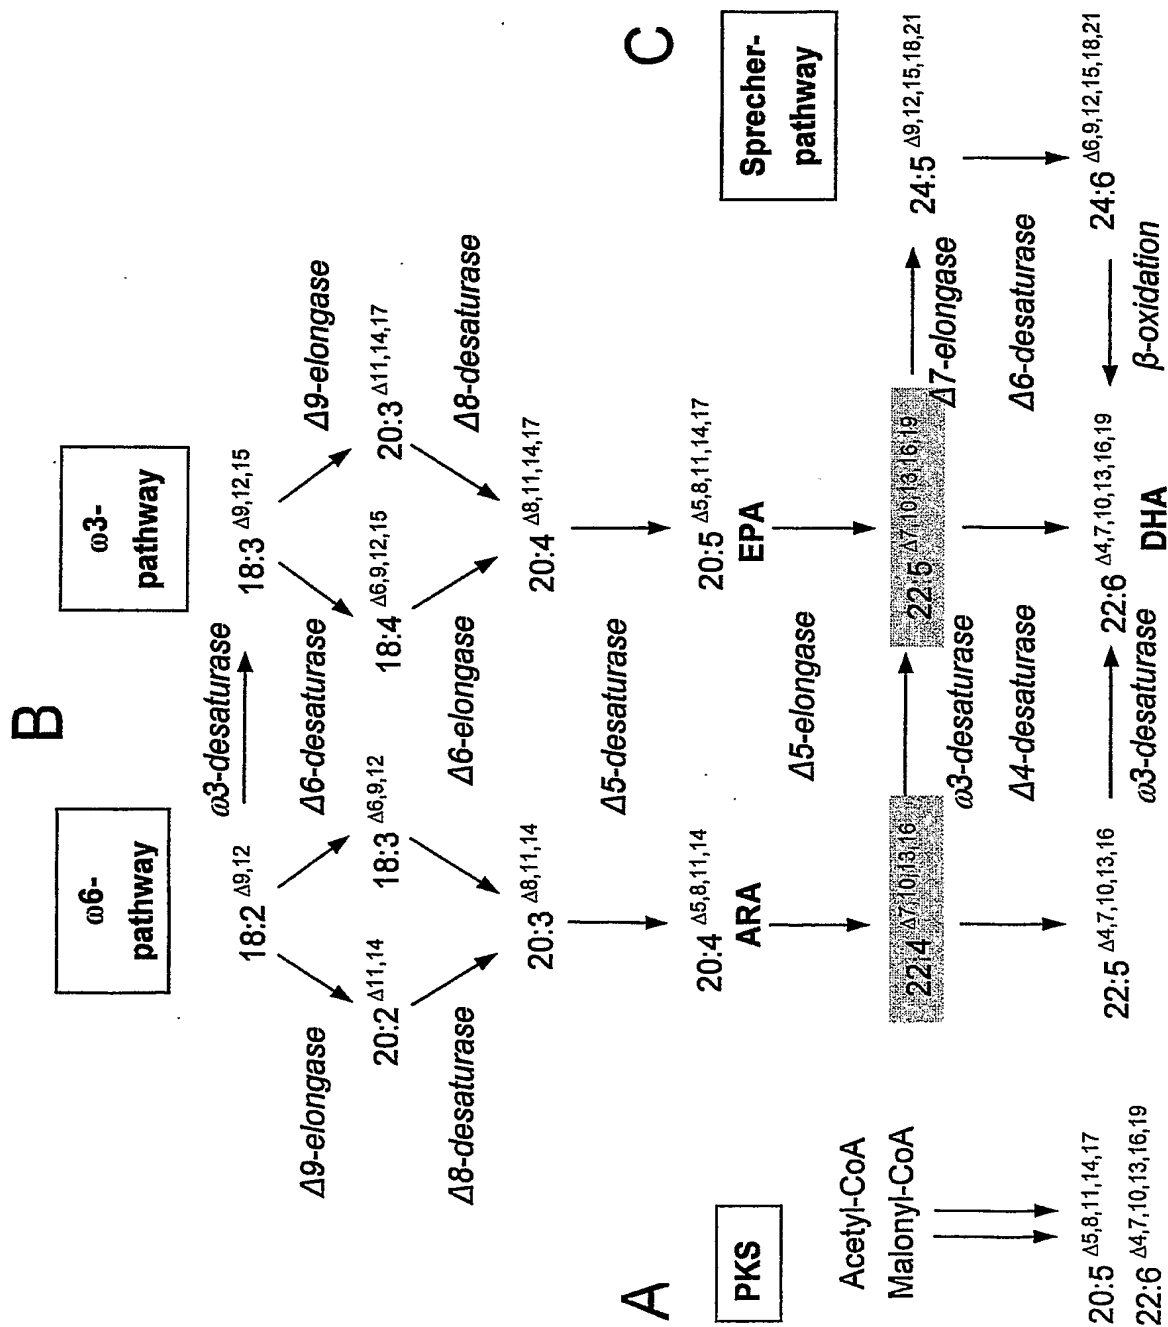 A
PKS
Acetyl-CoA
Malonyl-CoA
20:5 Δ5,8,11,14,17
22:6 Δ4,7,10,13,16,19
B
ω6-
pathway
ω3-
pathway
18:2 Δ9,12
ω3-desaturase
18:3 Δ9,12,15
Δ9-elongase
Δ6-desaturase
Δ9-elongase
20:2 Δ11,14
18:3 Δ6,9,12
18:4 Δ6,9,12,15
20:3 Δ11,14,17
Δ8-desaturase
Δ6-elongase
Δ8-desaturase
20:3 Δ8,11,14
20:4 Δ8,11,14,17
Δ5-desaturase
20:4 Δ5,8,11,14
ARA
20:5 Δ5,8,11,14,17
EPA
Δ5-elongase
22:4 Δ7,10,13,16
22:5 Δ7,10,13,16,19
ω3-desaturase
Δ4-desaturase
22:5 Δ4,7,10,13,16
ω3-desaturase
22:6 Δ4,7,10,13,16,19
DHA
C
Sprecher-
pathway
Δ7-elongase
24:5 Δ9,12,15,18,21
Δ6-desaturase
24:6 Δ6,9,12,15,18,21
β-oxidation